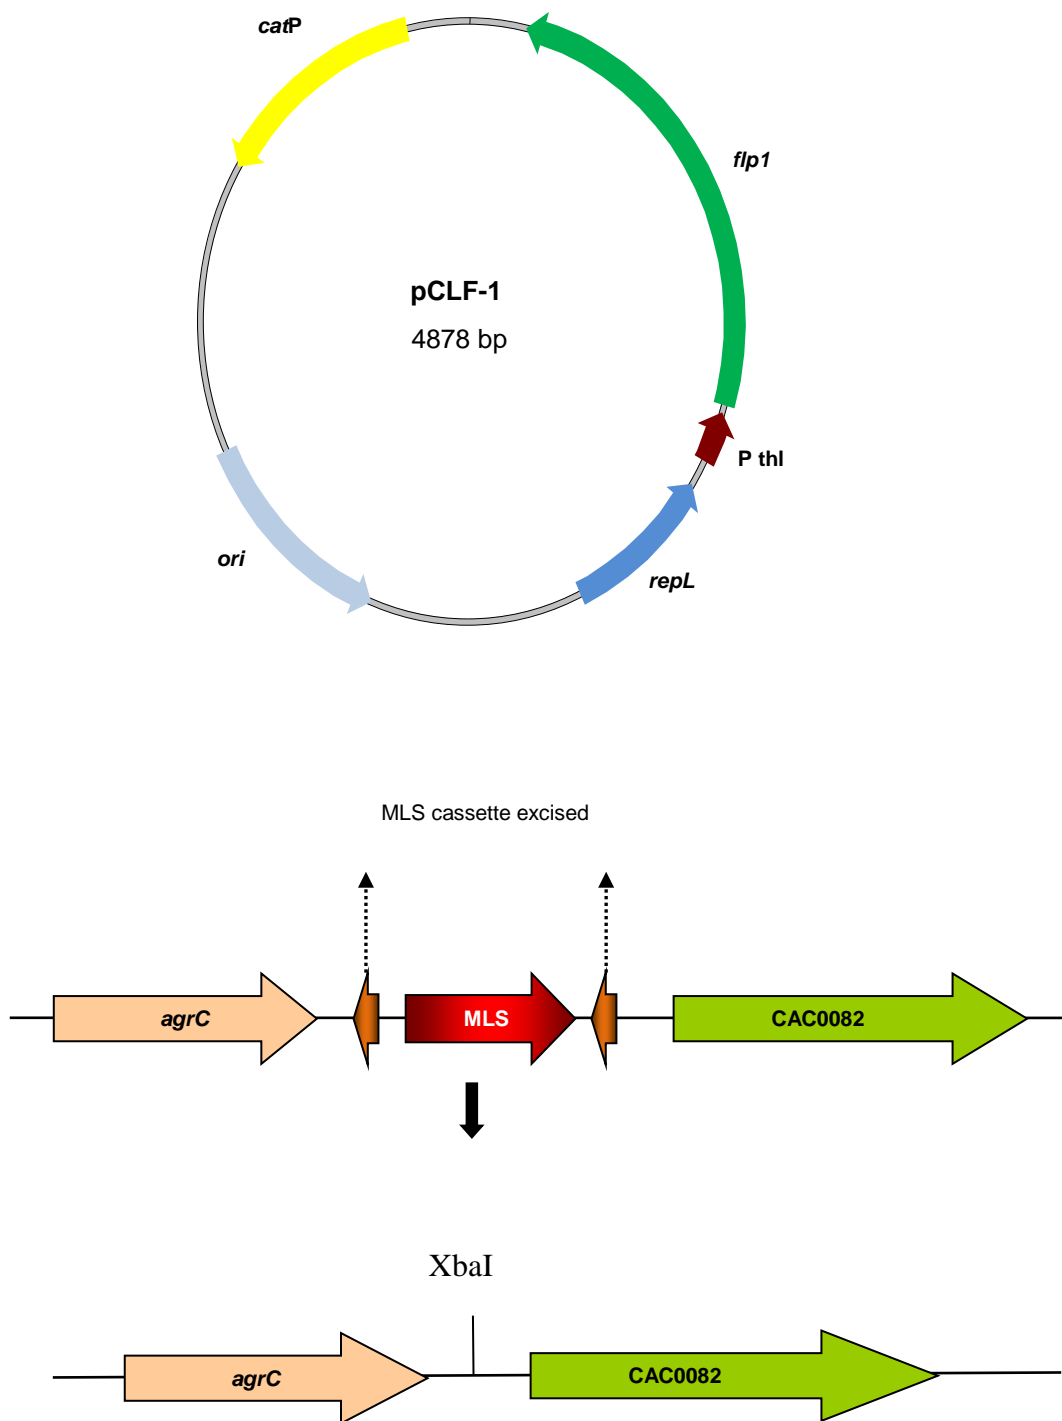 catP
flp1
pCLF-1
4878 bp
P thl
ori
repL
MLS cassette excised
agrC
MLS
CAC0082
XbaI
agrC
CAC0082